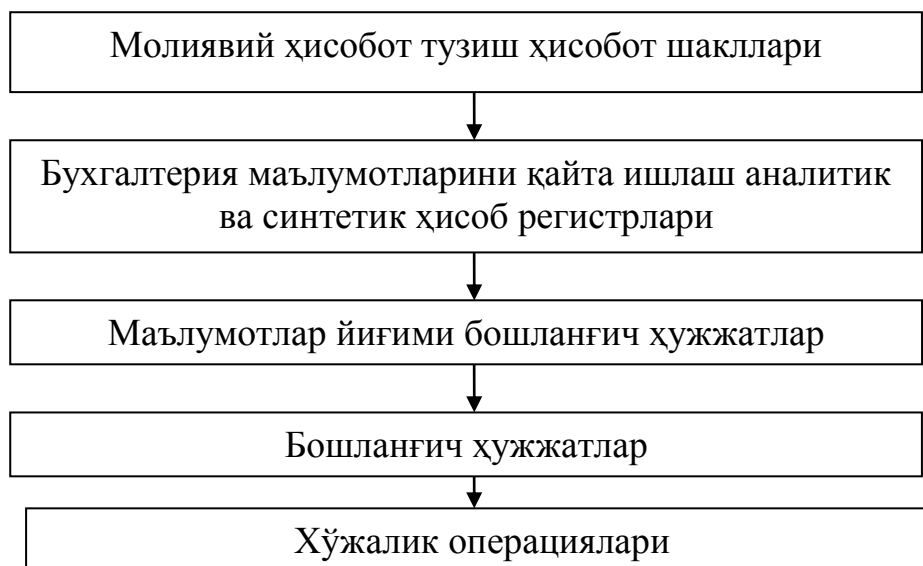 Молиявий ҳисобот тузиш ҳисобот шакллари
Бухгалтерия маълумотларини қайта ишлаш аналитик
ва синтетик ҳисоб регистрлари
Маълумотлар йиғими бошланғич ҳужжатлар
Бошланғич ҳужжатлар
Хўжалик операциялари